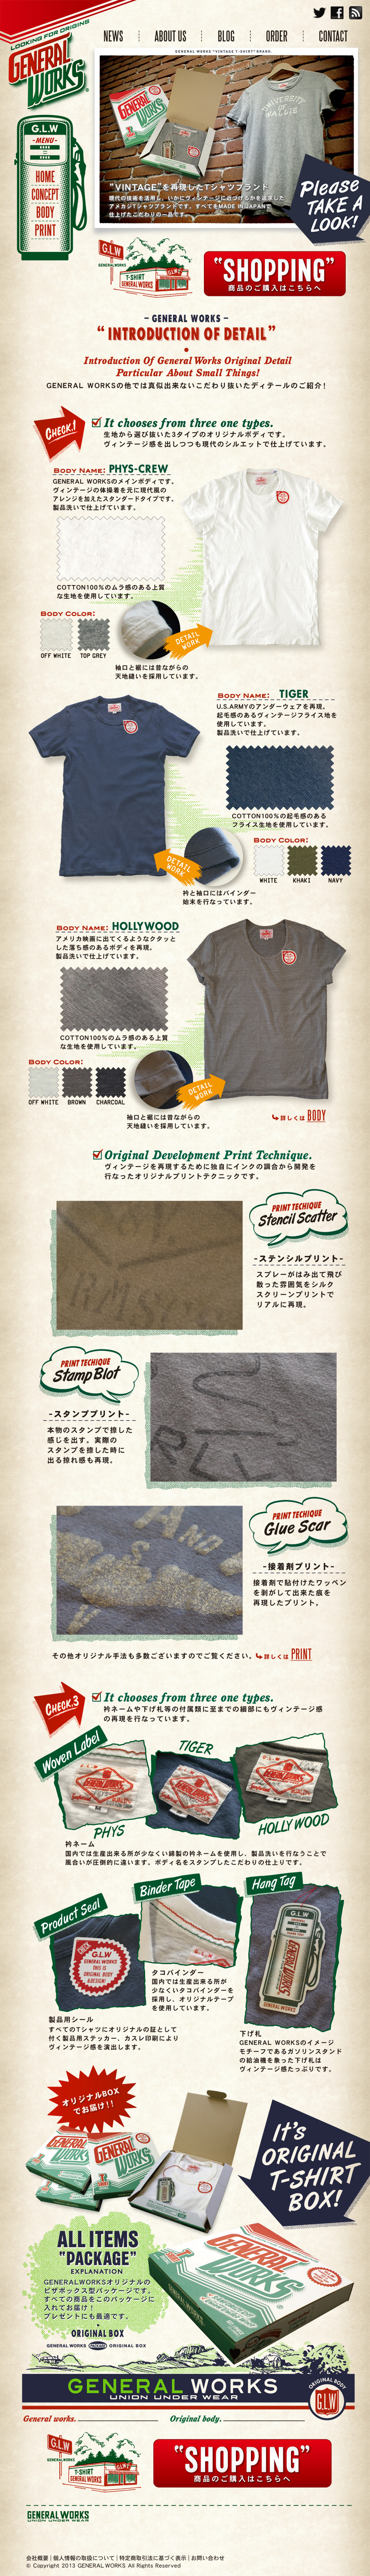 LOOKING FOR ORIGINS
GENERAL
WORKS
NEWS
ABOUT US
BLOG
ORDER
CONTACT
GENERAL WORKS "VINTAGE T-SHIRT" BRAND.
G.L.W
-MENU-
HOME
CONCEPT
BODY
PRINT
UNIVERSITY
OF
WALLIE
"VINTAGE"を再現したTシャツブランド
仕上げたこだわりの一品です。
Please
TAKE A
LOOK!
G.L.W
GENERAL WORKS
T-SHIRT
GENERAL WORKS
"SHOPPING"
商品のご購入はこちらへ
- GENERAL WORKS -
"INTRODUCTION OF DETAIL"
Introduction Of General Works Original Detail
Particular About Small Things!
GENERAL WORKSの他では真似出来ないこだわり抜いたディテールのご紹介!
CHECK.1
It chooses from three one types.
生地から選び抜いた3タイプのオリジナルボディです。
ヴィンテージ感を出しつつも現代のシルエットで仕上げています。
BODY NAME: PHYS-CREW
GENERAL WORKSのメインボディです。
ヴィンテージの体操着を元に現代風の
アレンジを加えたスタンダードタイプです。
製品洗いで仕上げています。
COTTON100%のムラ感のある上質
な生地を使用しています。
BODY COLOR:
OFF WHITE
TOP GREY
DETAIL
WORK
袖口と裾には昔ながらの
天地縫いを採用しています。
BODY NAME: TIGER
U.S.ARMYのアンダーウェアを再現。
起毛感のあるヴィンテージフライス地を
使用しています。
製品洗いで仕上げています。
COTTON100%の起毛感のある
フライス生地を使用しています。
BODY COLOR:
WHITE
KHAKI
NAVY
DETAIL
WORK
衿と袖口にはバインダー
始末を行なっています。
BODY NAME: HOLLYWOOD
アメリカ映画に出てくるようなクタッと
した落ち感のあるボディを再現。
製品洗いで仕上げています。
COTTON100%のムラ感のある上質
な生地を使用しています。
BODY COLOR:
OFF WHITE
BROWN
CHARCOAL
DETAIL
WORK
袖口と裾には昔ながらの
天地縫いを採用しています。
詳しくは BODY
Original Development Print Technique.
ヴィンテージを再現するために独自にインクの調合から開発を
行なったオリジナルプリントテクニックです。
PRINT TECHIQUE
Stencil Scatter
-ステンシルプリント-
スプレーがはみ出て飛び
散った雰囲気をシルク
スクリーンプリントで
リアルに再現。
PRINT TECHIQUE
Stamp Blot
-スタンププリント-
本物のスタンプで擦した
感じを出す。実際の
スタンプを擦した時に
出る掠れ感も再現。
PRINT TECHIQUE
Glue Scar
-接着剤プリント-
接着剤で貼付けたワッペン
を剥がして出来た痕を
再現したプリント。
その他オリジナル手法も多数ございますのでご覧ください。 詳しくは PRINT
CHECK.3
It chooses from three one types.
衿ネームや下げ札等の付属類に至までの細部にもヴィンテージ感
の再現を行なっています。
Woven Label
TIGER
PHYS
HOLLY WOOD
衿ネーム
国内では生産出来る所が少なくい綿製の衿ネームを使用し、製品洗いを行なうことで
風合いが圧倒的に違います。ボディ名をスタンプしたこだわりの仕上りです。
Product Seal
Binder Tape
Hang Tag
G.L.W
GENERAL WORKS
THIS IS
ORIGINAL BODY
&DESIGN!
タコバインダー
国内では生産出来る所が
少なくいタコバインダーを
採用し、オリジナルテープ
を使用しています。
製品用シール
すべてのTシャツにオリジナルの証として
付く製品用ステッカー、カスレ印刷により
ヴィンテージ感を演出します。
下げ札
GENERAL WORKSのイメージ
モチーフであるガソリンスタンド
の給油機を象った下げ札は
ヴィンテージ感たっぷりです。
オリジナルBOX
でお届け!!
It's
ORIGINAL
T-SHIRT
BOX!
ALL ITEMS
"PACKAGE"
EXPLANATION
GENERALWORKSオリジナルの
ピザボックス型パッケージです。
すべての商品をこのパッケージに
入れてお届け!
プレゼントにも最適です。
ORIGINAL BOX
GENERAL WORKS
ORIGINAL BOX
GENERAL WORKS
UNION UNDER WEAR
ORIGINAL BODY
GLW
General works.
Original body.
G.L.W
GENERAL WORKS
T-SHIRT
GENERAL WORKS
"SHOPPING"
商品のご購入はこちらへ
GENERAL WORKS
UNION UNDER WEAR
会社概要 | 個人情報の取扱について | 特定商取引法に基づく表示 | お問い合わせ
© Copyright 2013 GENERAL WORKS All Rights Reserved